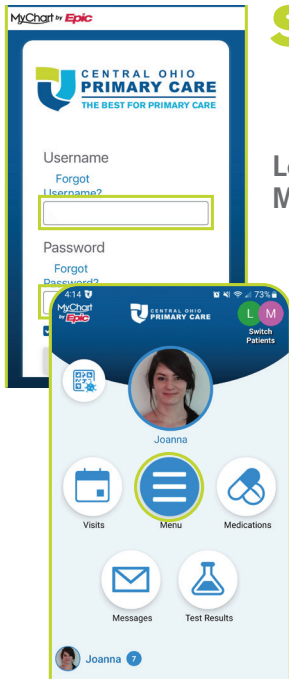 MyChart by Epic
S
CENTRAL OHIO
PRIMARY CARE
THE BEST FOR PRIMARY CARE
Username
Forgot
Username?
Lo
M
Password
Forgot
Password?
4:14
73%
MyChart
by Epic
CENTRAL OHIO
PRIMARY CARE
L M
Switch
Patients
Joanna
Visits
Menu
Medications
Messages
Test Results
Joanna 7